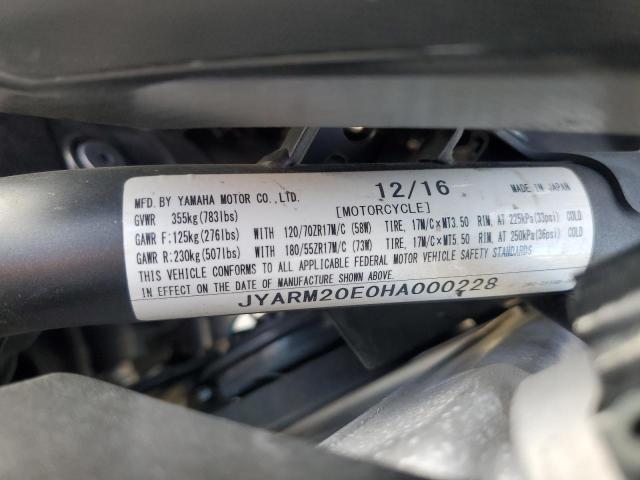 MFD. BY YAMAHA MOTOR CO.,LTD. 12/16 MADE IN JAPAN
GVWR 355kg(783lbs) [MOTORCYCLE]
GAWR F:125kg(276lbs) WITH 120/70ZR17M/C (58W) TIRE, 17M/C×MT3.50 RIM, AT 225kPa(33psi) COLD
GAWR R:230kg(507lbs) WITH 180/55ZR17M/C (73W) TIRE, 17M/C×MT5.50 RIM, AT 250kPa(36psi) COLD
THIS VEHICLE CONFORMS TO ALL APPLICABLE FEDERAL MOTOR VEHICLE SAFETY STANDARDS
IN EFFECT ON THE DATE OF MANUFACTURE SHOWN ABOVE.
JYARM20E0HA000228